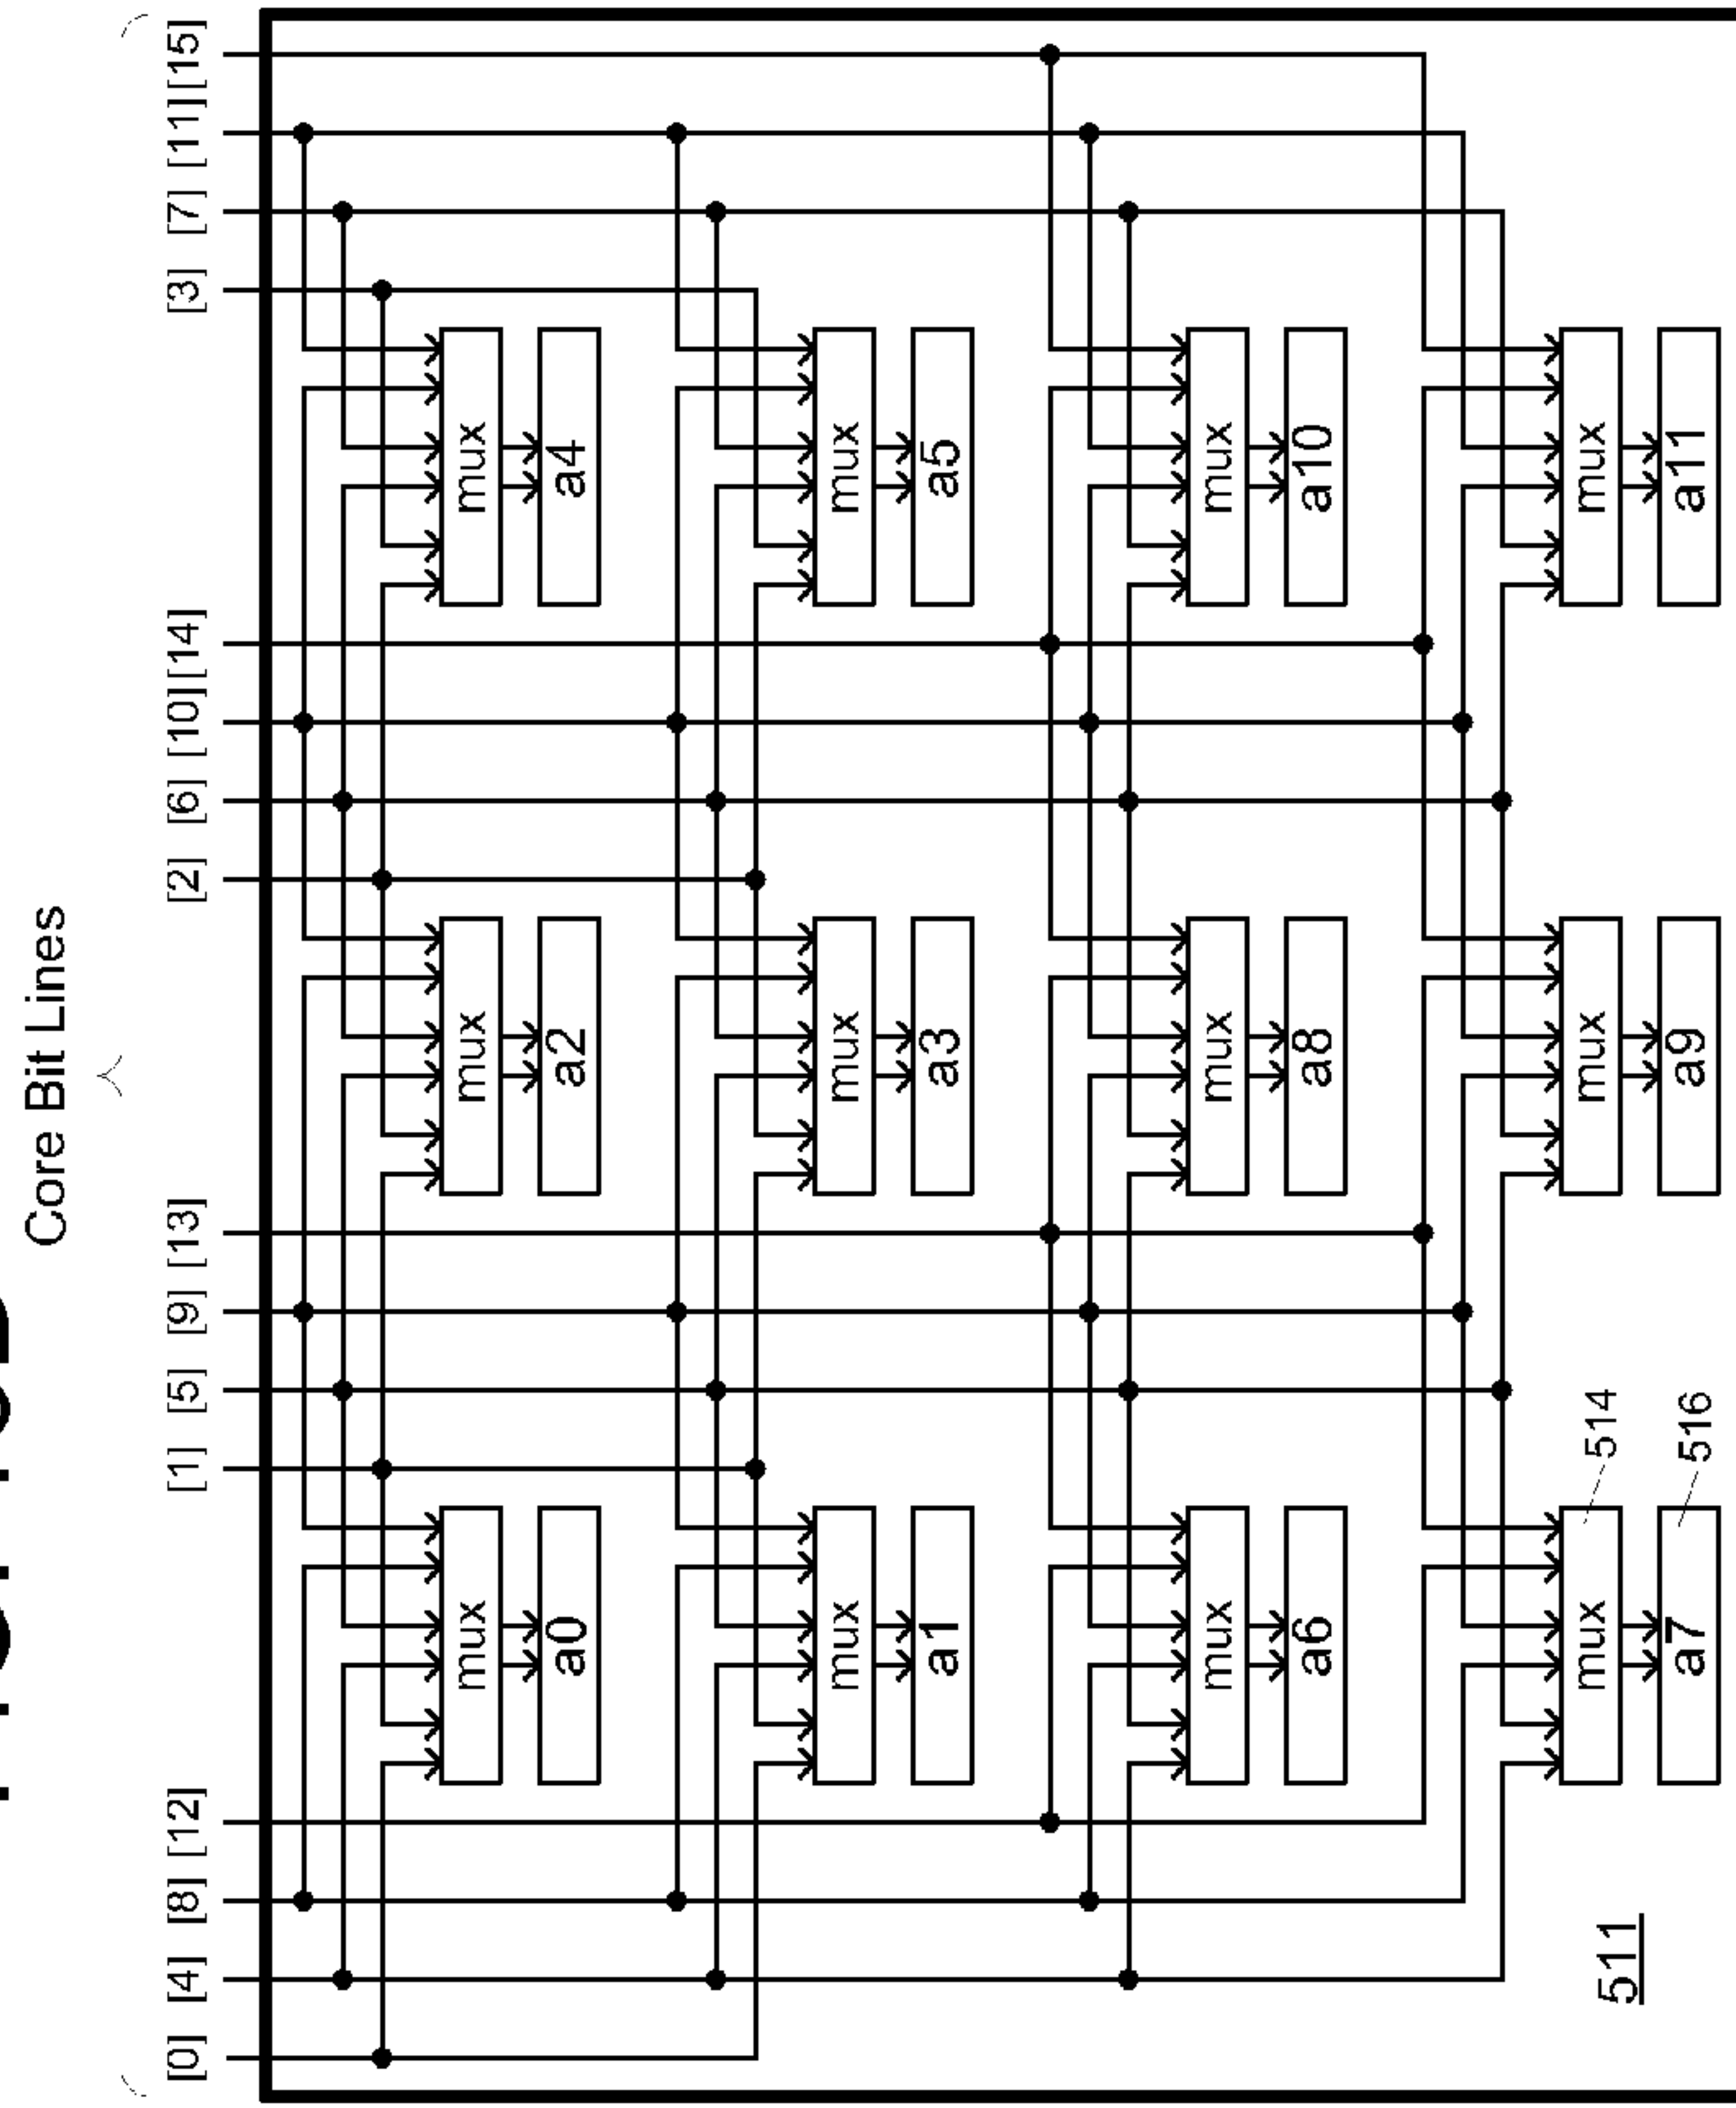 Core Bit Lines
[0] [4] [8] [12] [1] [5] [9] [13] [2] [6] [10] [14] [3] [7] [11] [15]
mux mux mux
a0 a2 a4
mux mux mux
a1 a3 a5
mux mux mux
a6 a8 a10
mux mux mux
514
a7 a9 a11
516
511